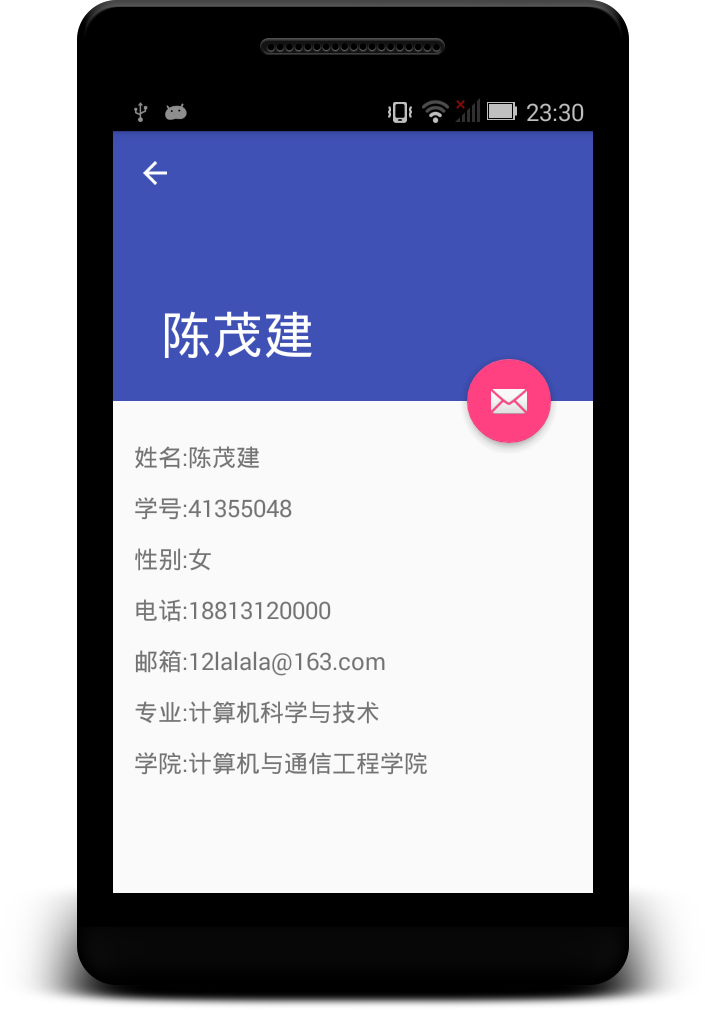 23:30
陈茂建
姓名:陈茂建
学号:41355048
性别:女
电话:18813120000
邮箱:12lalala@163.com
专业:计算机科学与技术
学院:计算机与通信工程学院